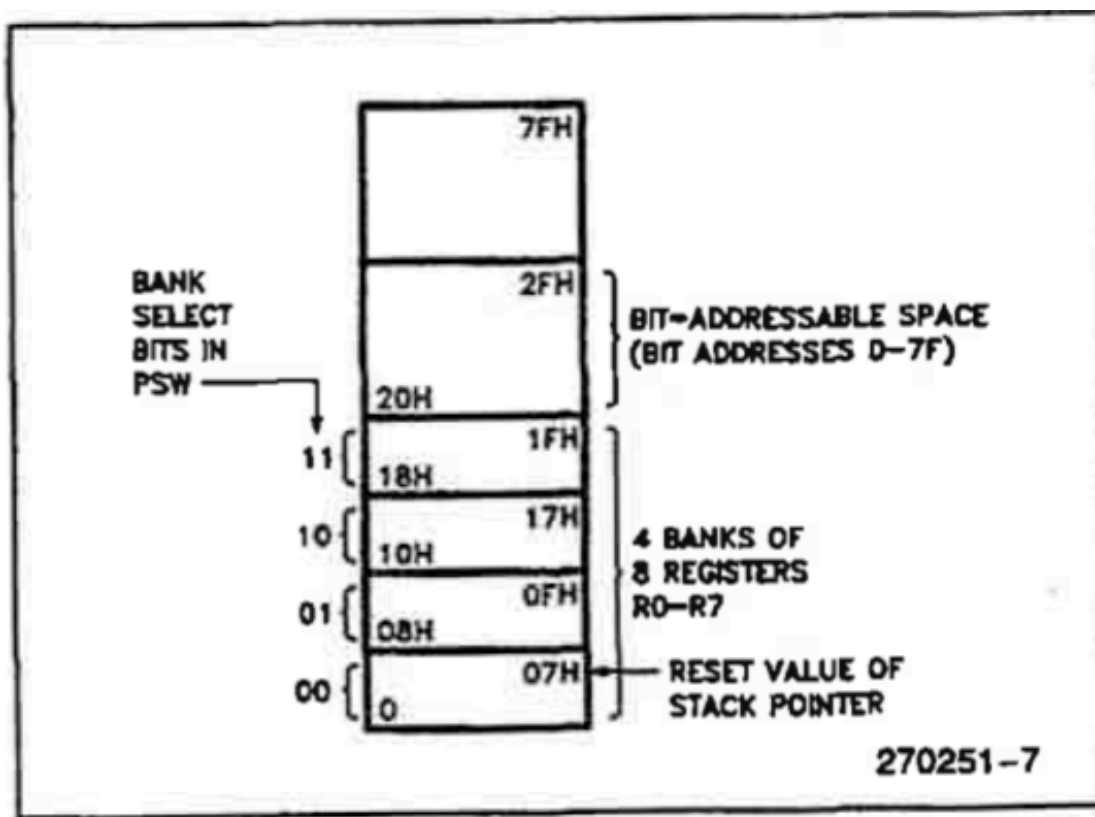 7FH
BANK
SELECT
BITS IN
PSW
2FH
20H
BIT-ADDRESSABLE SPACE
(BIT ADDRESSES 0-7F)
11
1FH
18H
10
17H
10H
4 BANKS OF
8 REGISTERS
R0-R7
01
0FH
08H
00
07H
0
RESET VALUE OF
STACK POINTER
270251-7